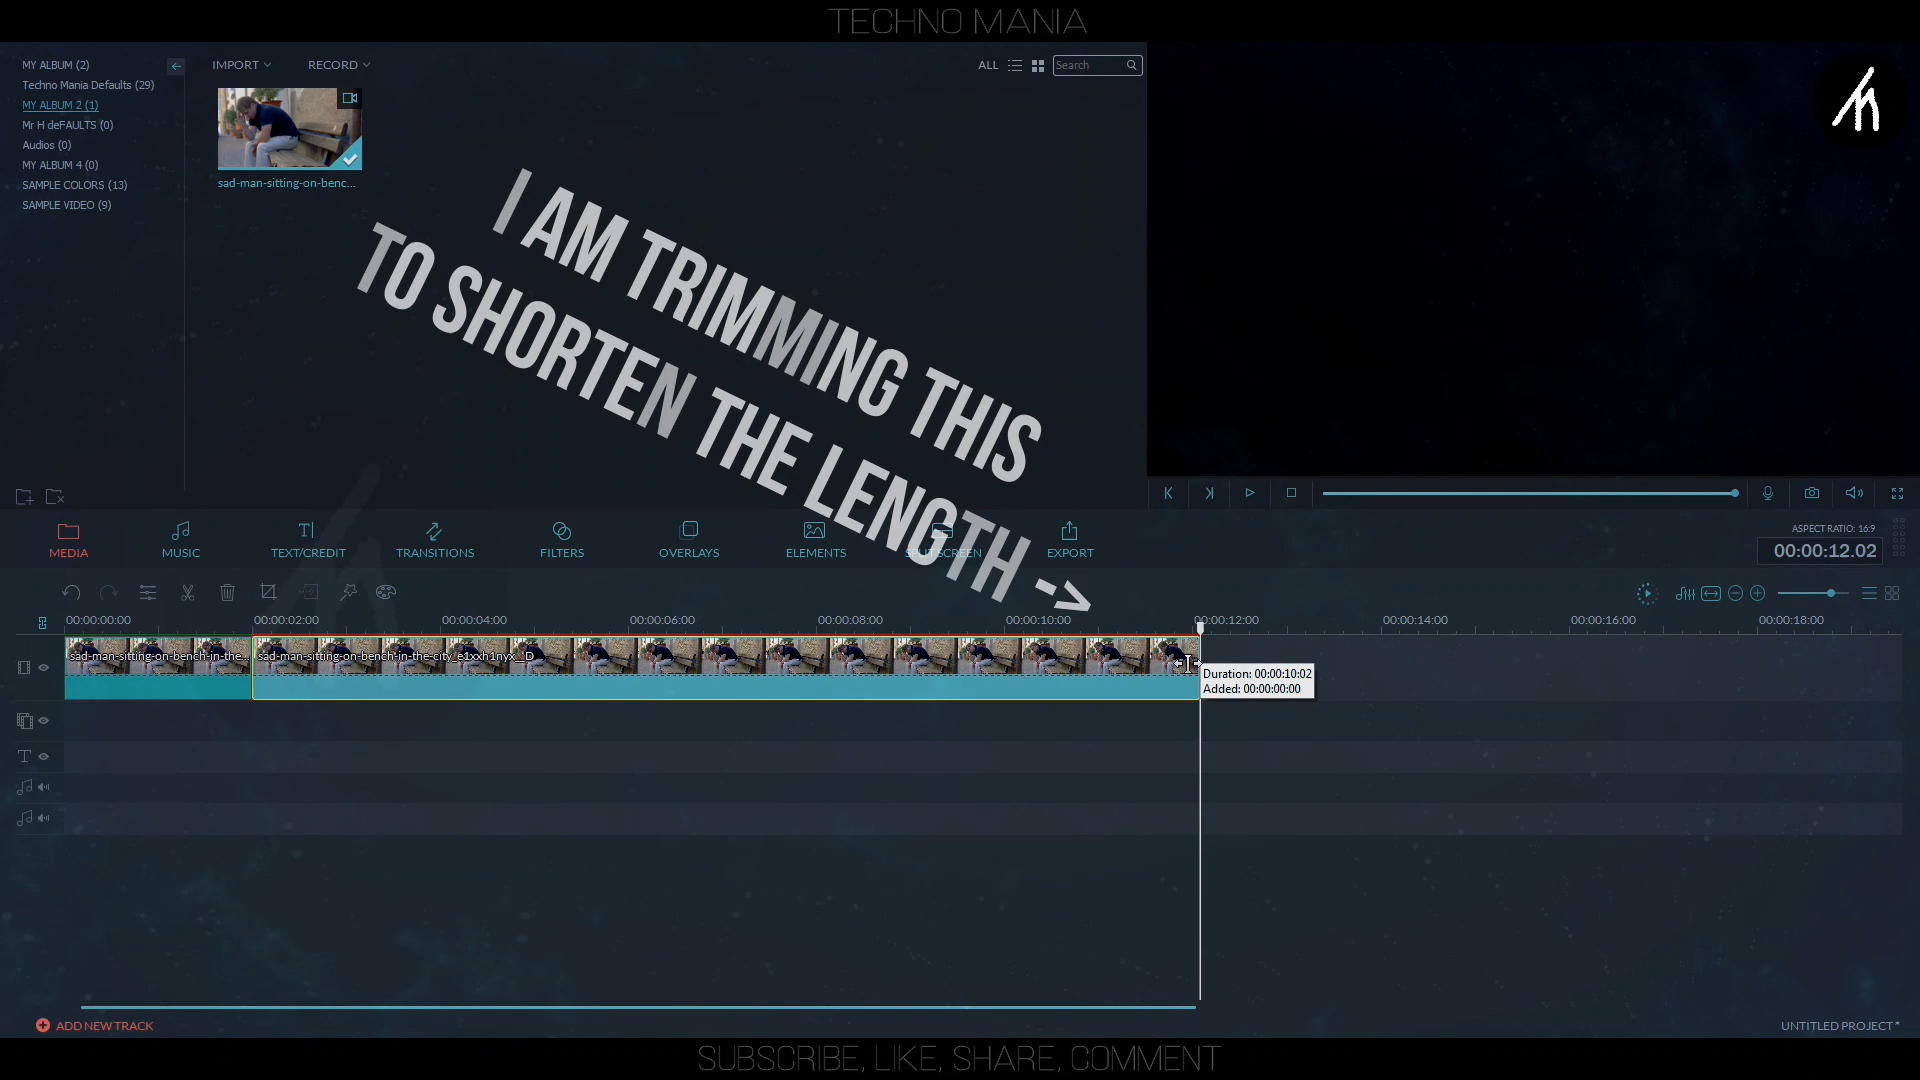 TECHNO MANIA
MY ALBUM (2)
Techno Mania Defaults (29)
MY ALBUM 2 (1)
Mr H deFAULTS (0)
Audios (0)
MY ALBUM 4 (0)
SAMPLE COLORS (13)
SAMPLE VIDEO (9)
IMPORT
RECORD
ALL
Search
sad-man-sitting-on-benc...
I AM TRIMMING THIS
TO SHORTEN THE LENGTH ->
MEDIA
MUSIC
TEXT/CREDIT
TRANSITIONS
FILTERS
OVERLAYS
ELEMENTS
SPLIT SCREEN
EXPORT
ASPECT RATIO: 16:9
00:00:12.02
00:00:00:00
00:00:02:00
00:00:04:00
00:00:06:00
00:00:08:00
00:00:10:00
00:00:12:00
00:00:14:00
00:00:16:00
00:00:18:00
sad-man-sitting-on-bench-in-the...
sad-man-sitting-on-bench-in-the-city_e1xxh1nyx__D
Duration: 00:00:10:02
Added: 00:00:00:00
ADD NEW TRACK
UNTITLED PROJECT *
SUBSCRIBE, LIKE, SHARE, COMMENT